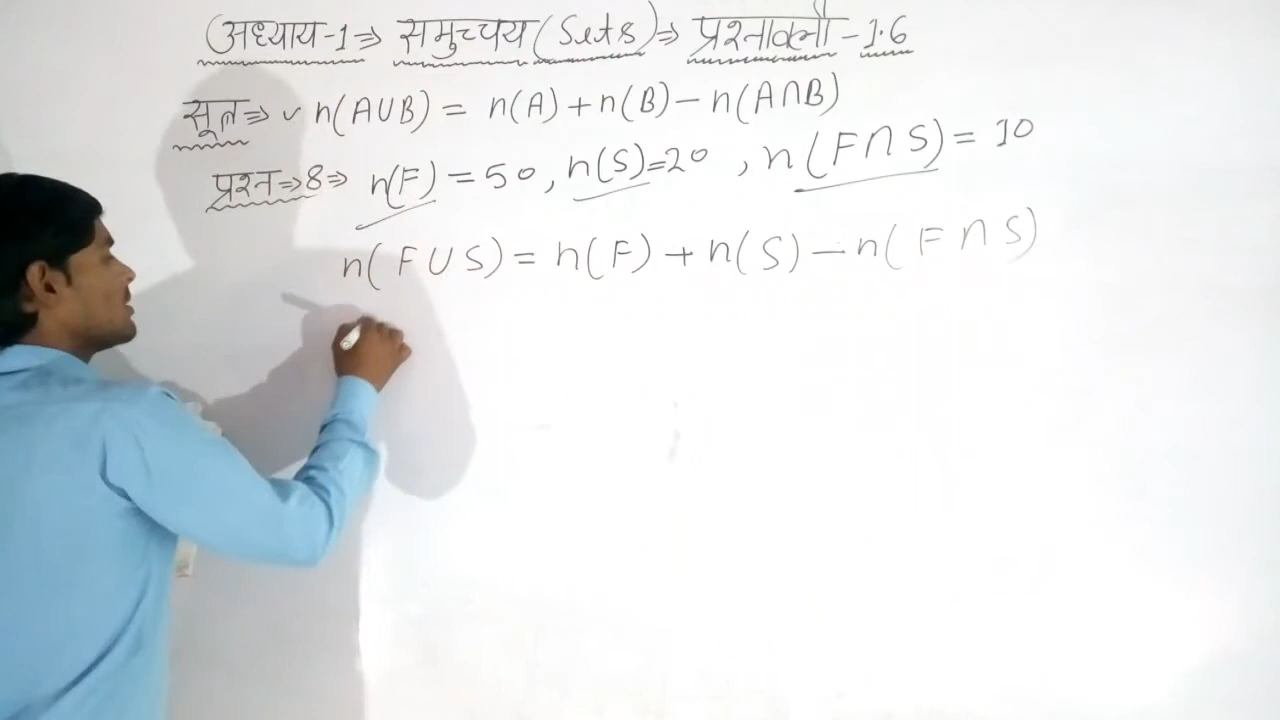 (अध्याय-1⇒ समुच्चय (Sets)⇒ प्रश्नावली - 1.6
सूत्र⇒ ✓ n(A∪B) = n(A) + n(B) - n(A∩B)
प्रश्न⇒8⇒ n(F) = 50, n(S)=20, n(F∩S) = 10
n(F∪S) = n(F) + n(S) - n(F∩S)